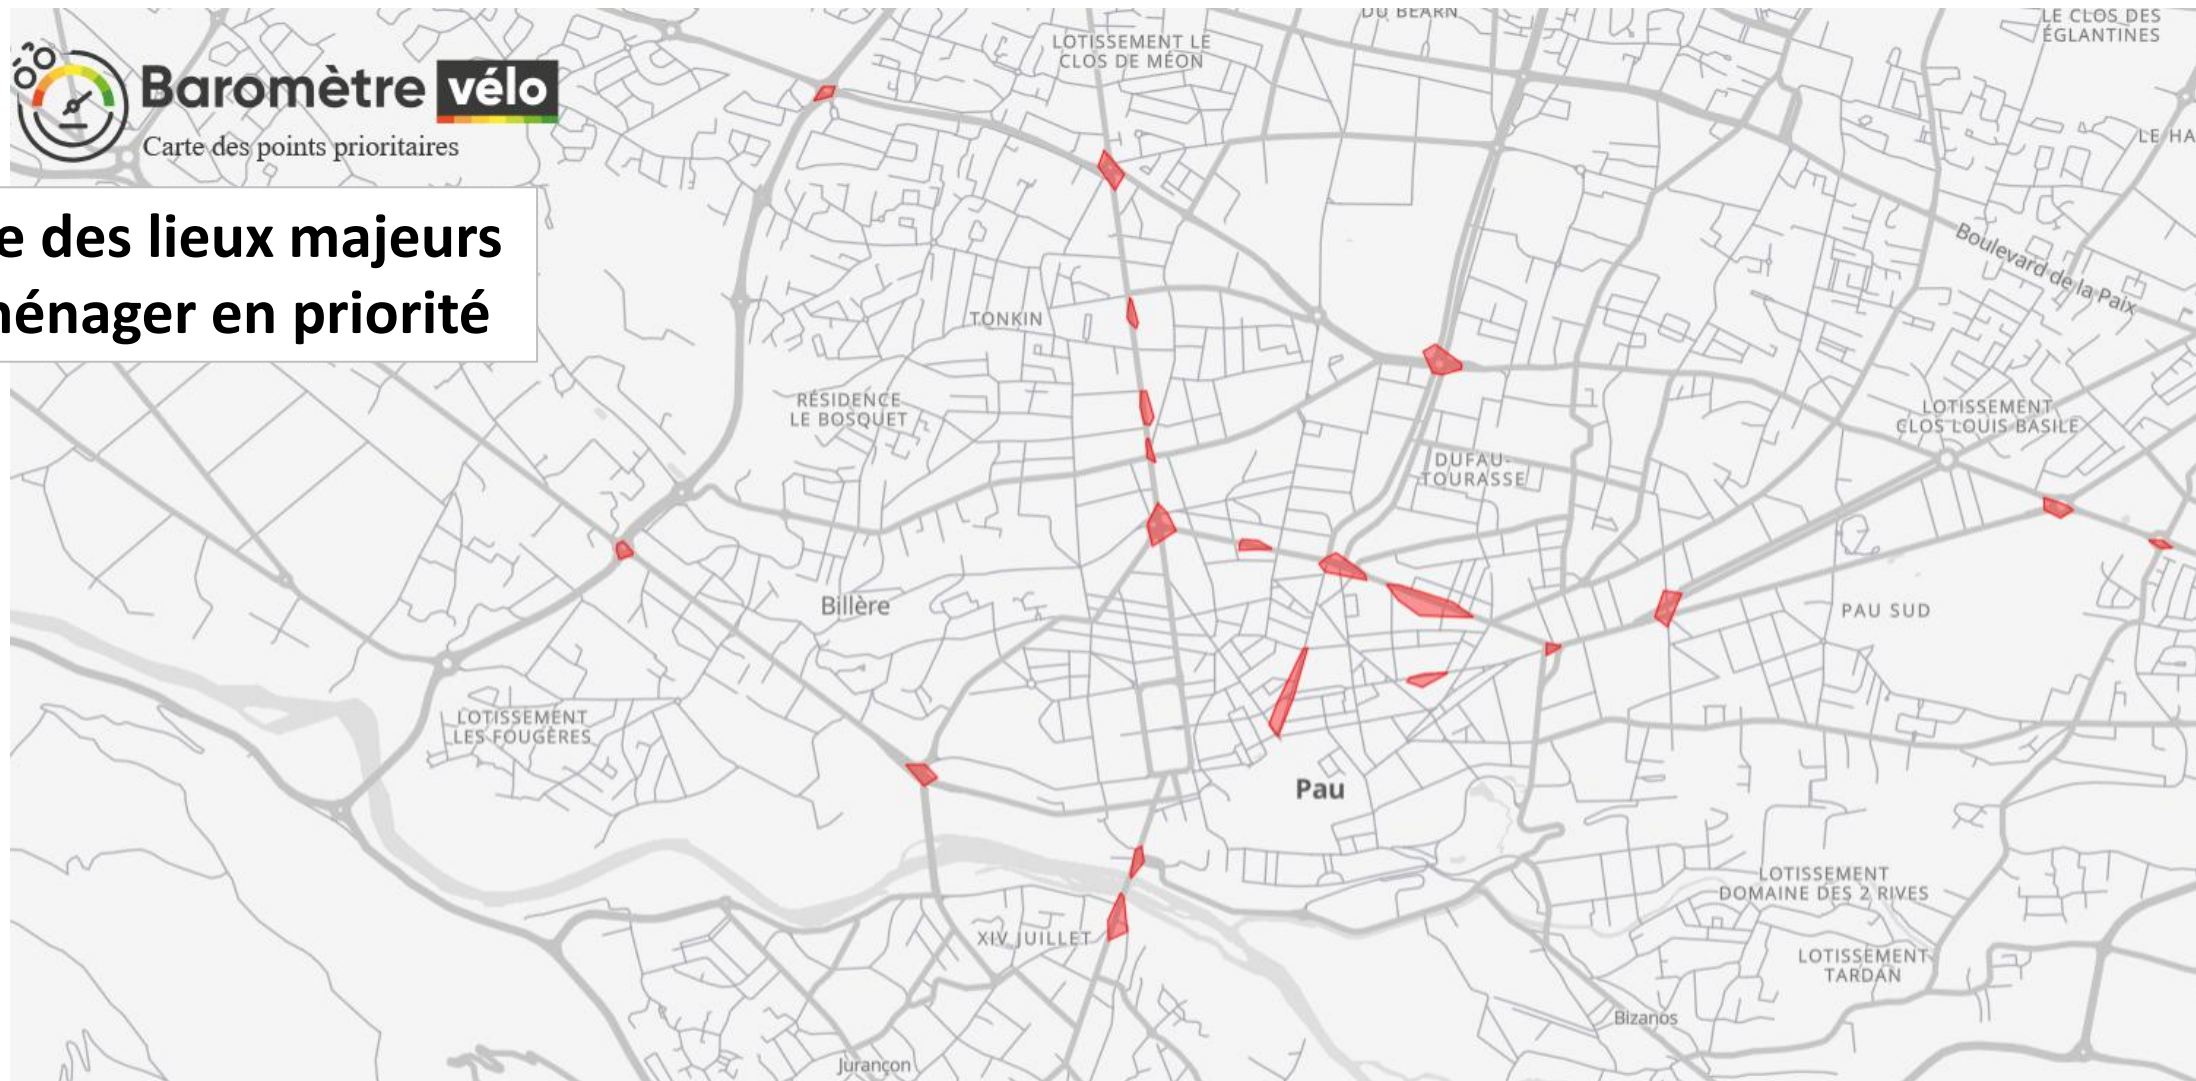 DU BÉARN
LE CLOS DES
ÉGLANTINES
LOTISSEMENT LE
CLOS DE MÉON
Baromètre vélo
Carte des points prioritaires
LE HA
e des lieux majeurs
ménager en priorité
Boulevard de la Paix
TONKIN
RÉSIDENCE
LE BOSQUET
LOTISSEMENT
CLOS LOUIS BASILE
DUFAU-
TOURASSE
Billère
PAU SUD
LOTISSEMENT
LES FOUGÈRES
Pau
LOTISSEMENT
DOMAINE DES 2 RIVES
XIV JUILLET
LOTISSEMENT
TARDAN
Bizanos
Jurançon